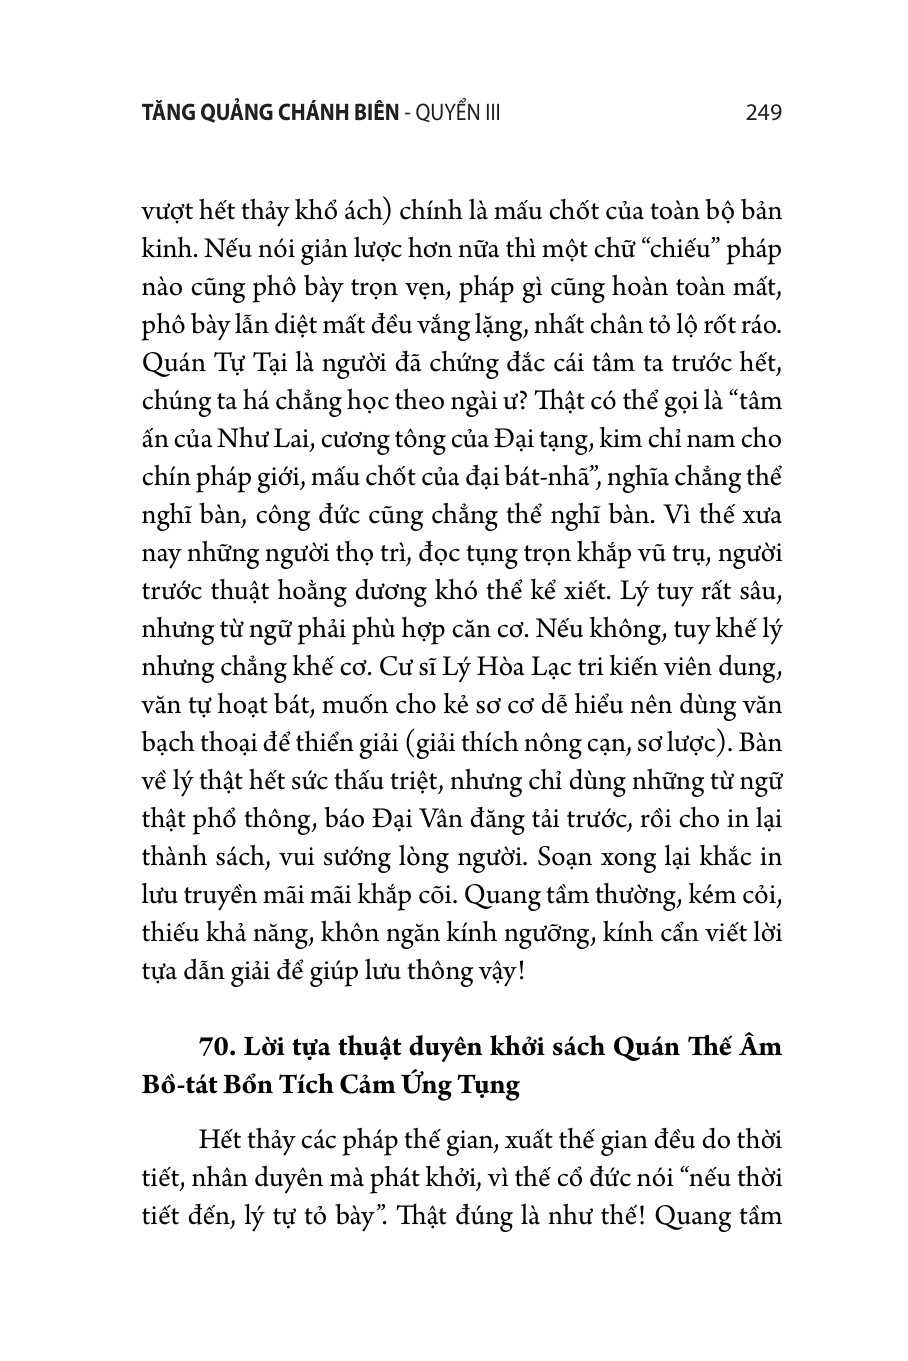 TĂNG QUẢNG CHÁNH BIÊN - QUYỂN III 249
vượt hết thảy khổ ách) chính là mấu chốt của toàn bộ bản
kinh. Nếu nói giản lược hơn nữa thì một chữ “chiếu” pháp
nào cũng phô bày trọn vẹn, pháp gì cũng hoàn toàn mất,
phô bày lẫn diệt mất đều vắng lặng, nhất chân tỏ lộ rốt ráo.
Quán Tự Tại là người đã chứng đắc cái tâm ta trước hết,
chúng ta há chẳng học theo ngài ư? Thật có thể gọi là “tâm
ấn của Như Lai, cương tông của Đại tạng, kim chỉ nam cho
chín pháp giới, mấu chốt của đại bát-nhã”, nghĩa chẳng thể
nghĩ bàn, công đức cũng chẳng thể nghĩ bàn. Vì thế xưa
nay những người thọ trì, đọc tụng trọn khắp vũ trụ, người
trước thuật hoằng dương khó thể kể xiết. Lý tuy rất sâu,
nhưng từ ngữ phải phù hợp căn cơ. Nếu không, tuy khế lý
nhưng chẳng khế cơ. Cư sĩ Lý Hòa Lạc tri kiến viên dung,
văn tự hoạt bát, muốn cho kẻ sơ cơ dễ hiểu nên dùng văn
bạch thoại để thiển giải (giải thích nông cạn, sơ lược). Bàn
về lý thật hết sức thấu triệt, nhưng chỉ dùng những từ ngữ
thật phổ thông, báo Đại Vân đăng tải trước, rồi cho in lại
thành sách, vui sướng lòng người. Soạn xong lại khắc in
lưu truyền mãi mãi khắp cõi. Quang tầm thường, kém cỏi,
thiếu khả năng, khôn ngăn kính ngưỡng, kính cẩn viết lời
tựa dẫn giải để giúp lưu thông vậy!
70. Lời tựa thuật duyên khởi sách Quán Thế Âm
Bồ-tát Bổn Tích Cảm Ứng Tụng
Hết thảy các pháp thế gian, xuất thế gian đều do thời
tiết, nhân duyên mà phát khởi, vì thế cổ đức nói “nếu thời
tiết đến, lý tự tỏ bày”. Thật đúng là như thế! Quang tầm